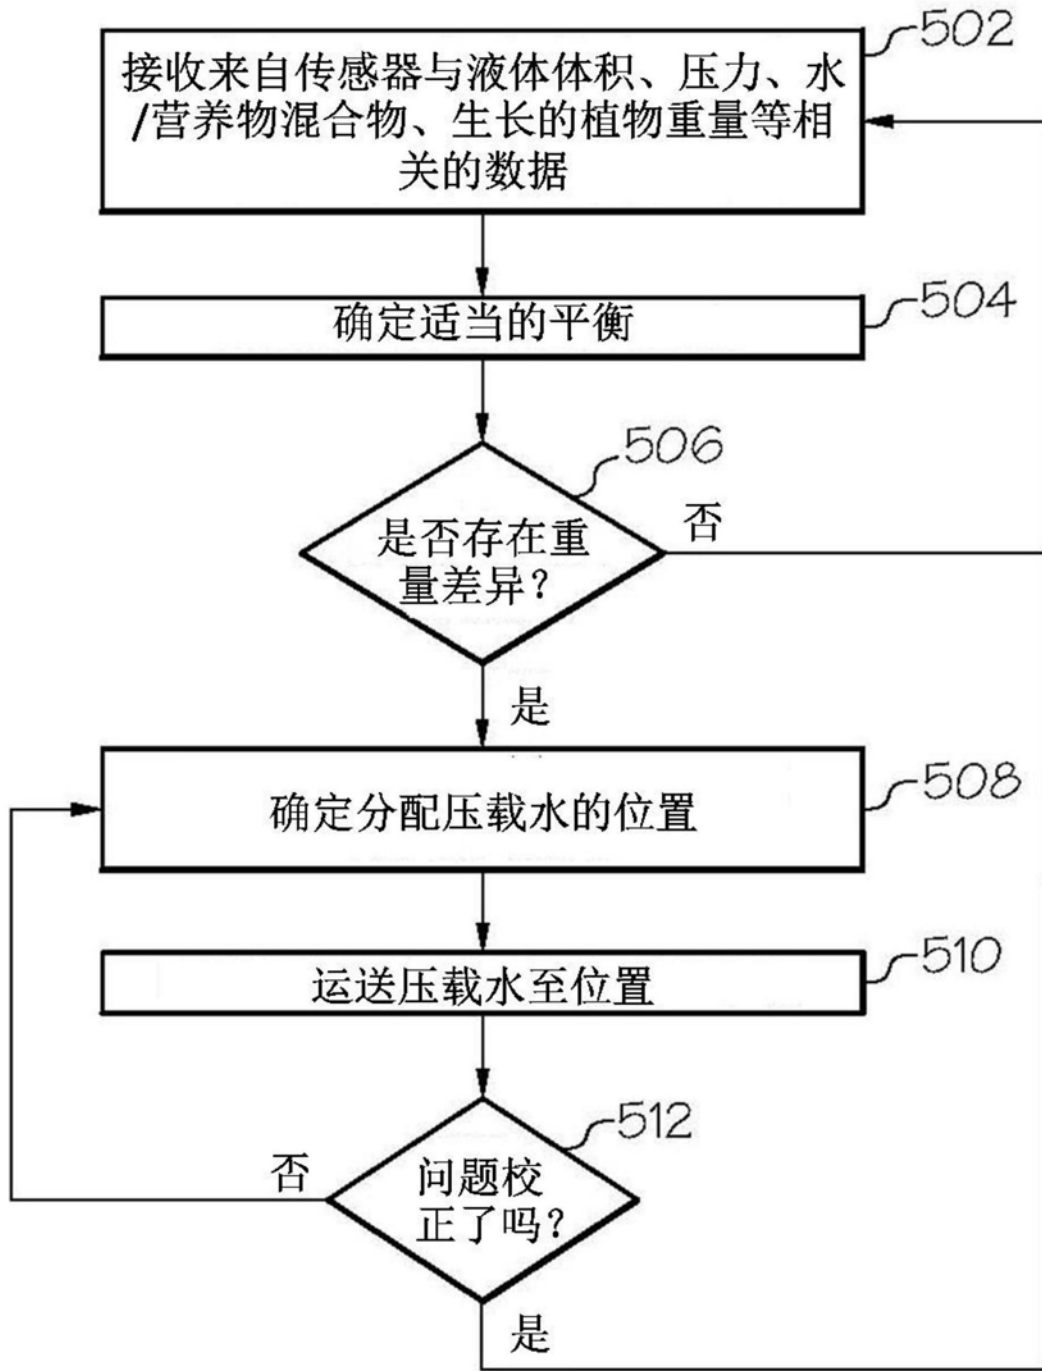 502
接收来自传感器与液体体积、压力、水
/营养物混合物、生长的植物重量等相
关的数据
504
确定适当的平衡
506
是否存在重
量差异?
否
是
508
确定分配压载水的位置
510
运送压载水至位置
512
问题校
正了吗?
否
是